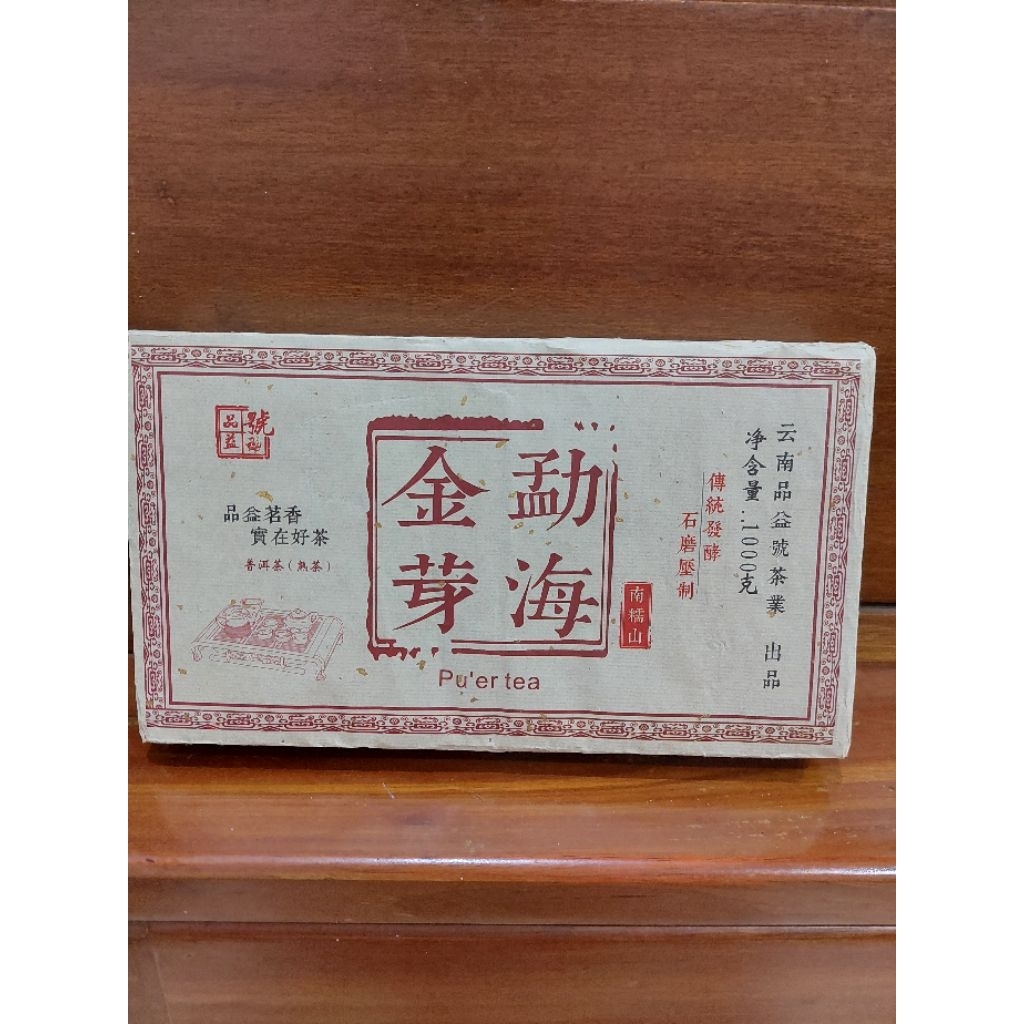 品益號
品益茗香
實在好茶
普洱茶（熟茶）
勐海
金芽
Pu'er tea
南糯山
傳統發酵
石磨壓制
净含量:1000克
云南品益號茶業 出品